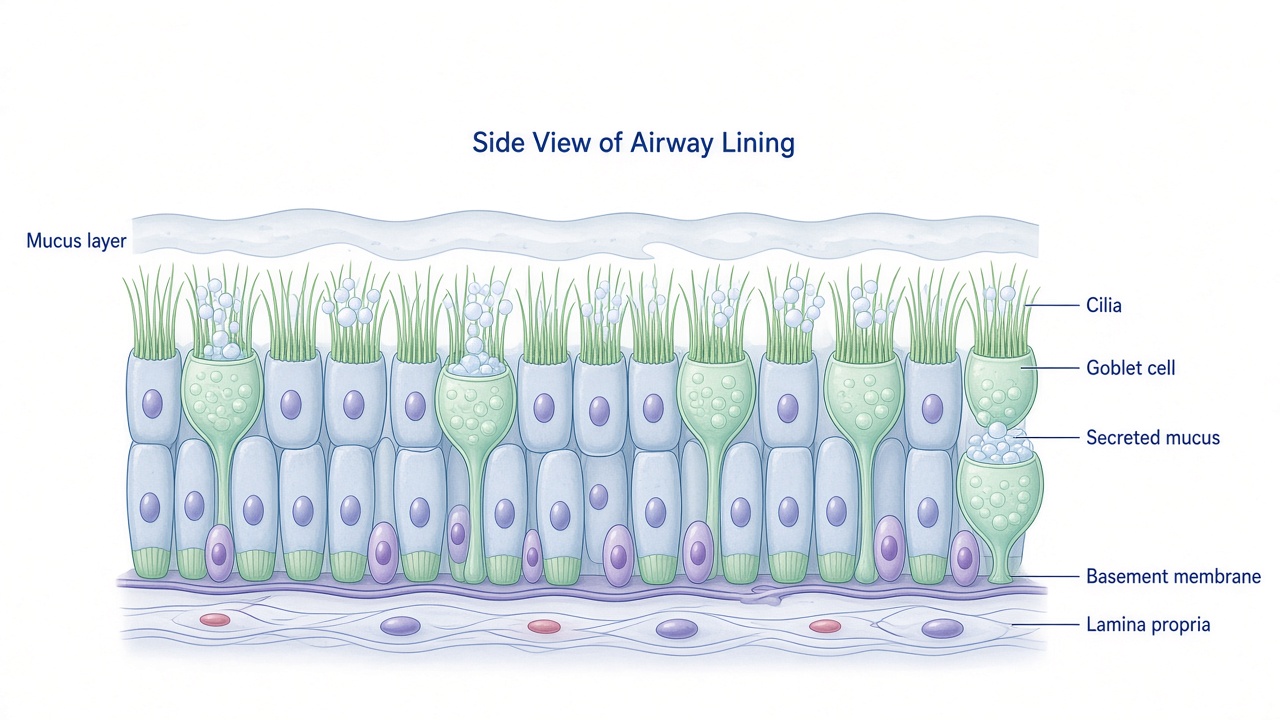 Side View of Airway Lining
Mucus layer
Cilia
Goblet cell
Secreted mucus
Basement membrane
Lamina propria